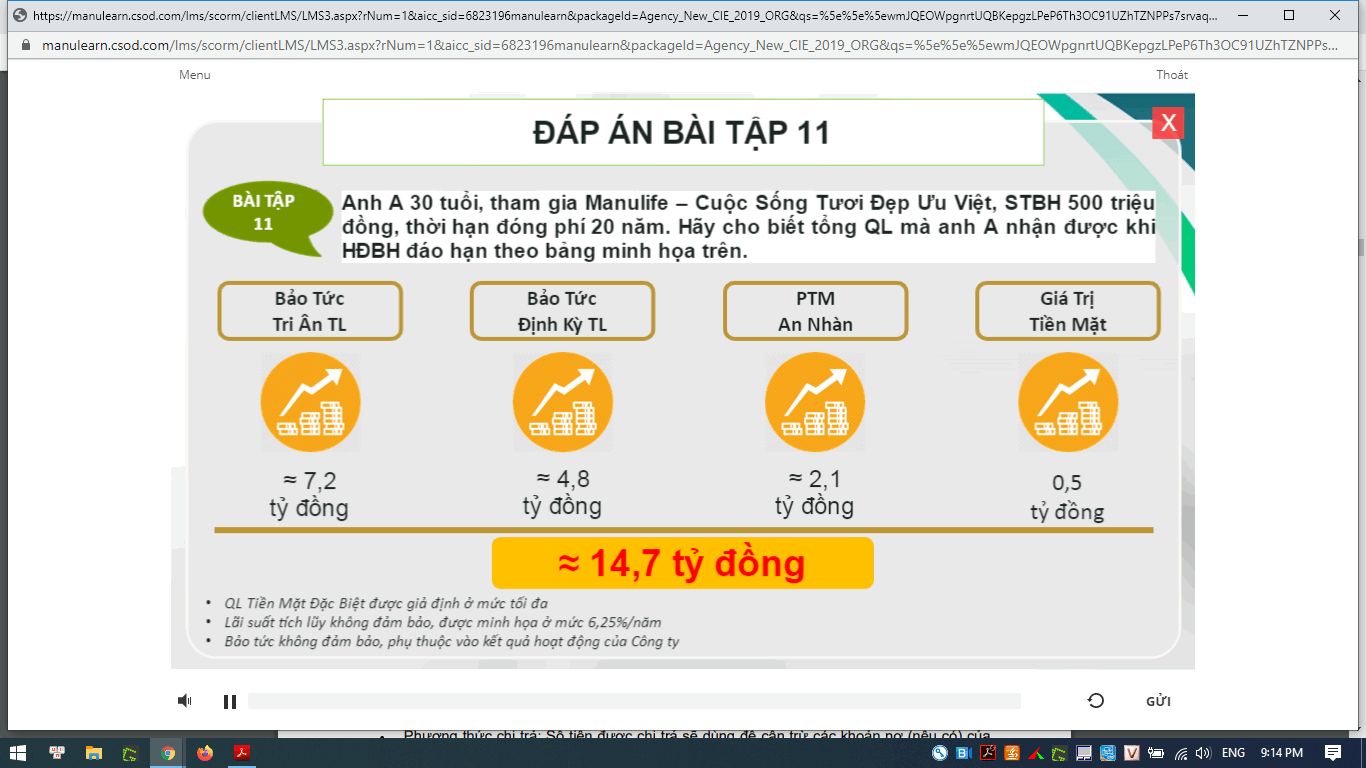 https://manulearn.csod.com/lms/scorm/clientLMS/LMS3.aspx?rNum=1&aicc_sid=6823196manulearn&packageId=Agency_New_CIE_2019_ORG&qs=%5e%5e%5ewmJQEOWpgnrtUQBKepgzLPeP6Th3OC91UZhTZNPPs7srvaq...
manulearn.csod.com/lms/scorm/clientLMS/LMS3.aspx?rNum=1&aicc_sid=6823196manulearn&packageId=Agency_New_CIE_2019_ORG&qs=%5e%5e%5ewmJQEOWpgnrtUQBKepgzLPeP6Th3OC91UZhTZNPPs...
Menu
Thoát
ĐÁP ÁN BÀI TẬP 11
X
BÀI TẬP
11
Anh A 30 tuổi, tham gia Manulife – Cuộc Sống Tươi Đẹp Ưu Việt, STBH 500 triệu
đồng, thời hạn đóng phí 20 năm. Hãy cho biết tổng QL mà anh A nhận được khi
HĐBH đáo hạn theo bảng minh họa trên.
Bảo Tức
Tri Ân TL
Bảo Tức
Định Kỳ TL
PTM
An Nhàn
Giá Trị
Tiền Mặt
≈ 7,2
tỷ đồng
≈ 4,8
tỷ đồng
≈ 2,1
tỷ đồng
0,5
tỷ đồng
≈ 14,7 tỷ đồng
• QL Tiền Mặt Đặc Biệt được giả định ở mức tối đa
• Lãi suất tích lũy không đảm bảo, được minh họa ở mức 6,25%/năm
• Bảo tức không đảm bảo, phụ thuộc vào kết quả hoạt động của Công ty
GỬI
• Phương thức chi trả: Số tiền được chi trả sẽ dùng để cấn trừ các khoản nợ (nếu có) của
ENG
9:14 PM